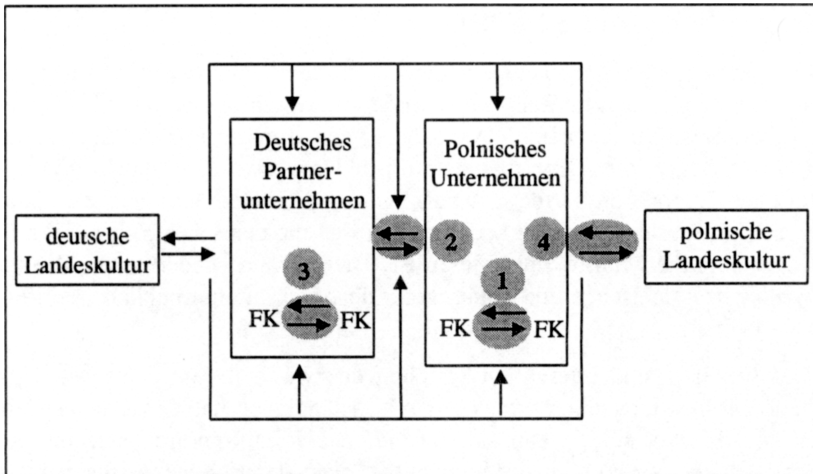 Deutsches
Partner-
unternehmen
Polnisches
Unternehmen
deutsche
Landeskultur
2
4
polnische
Landeskultur
3
1
FK FK
FK FK